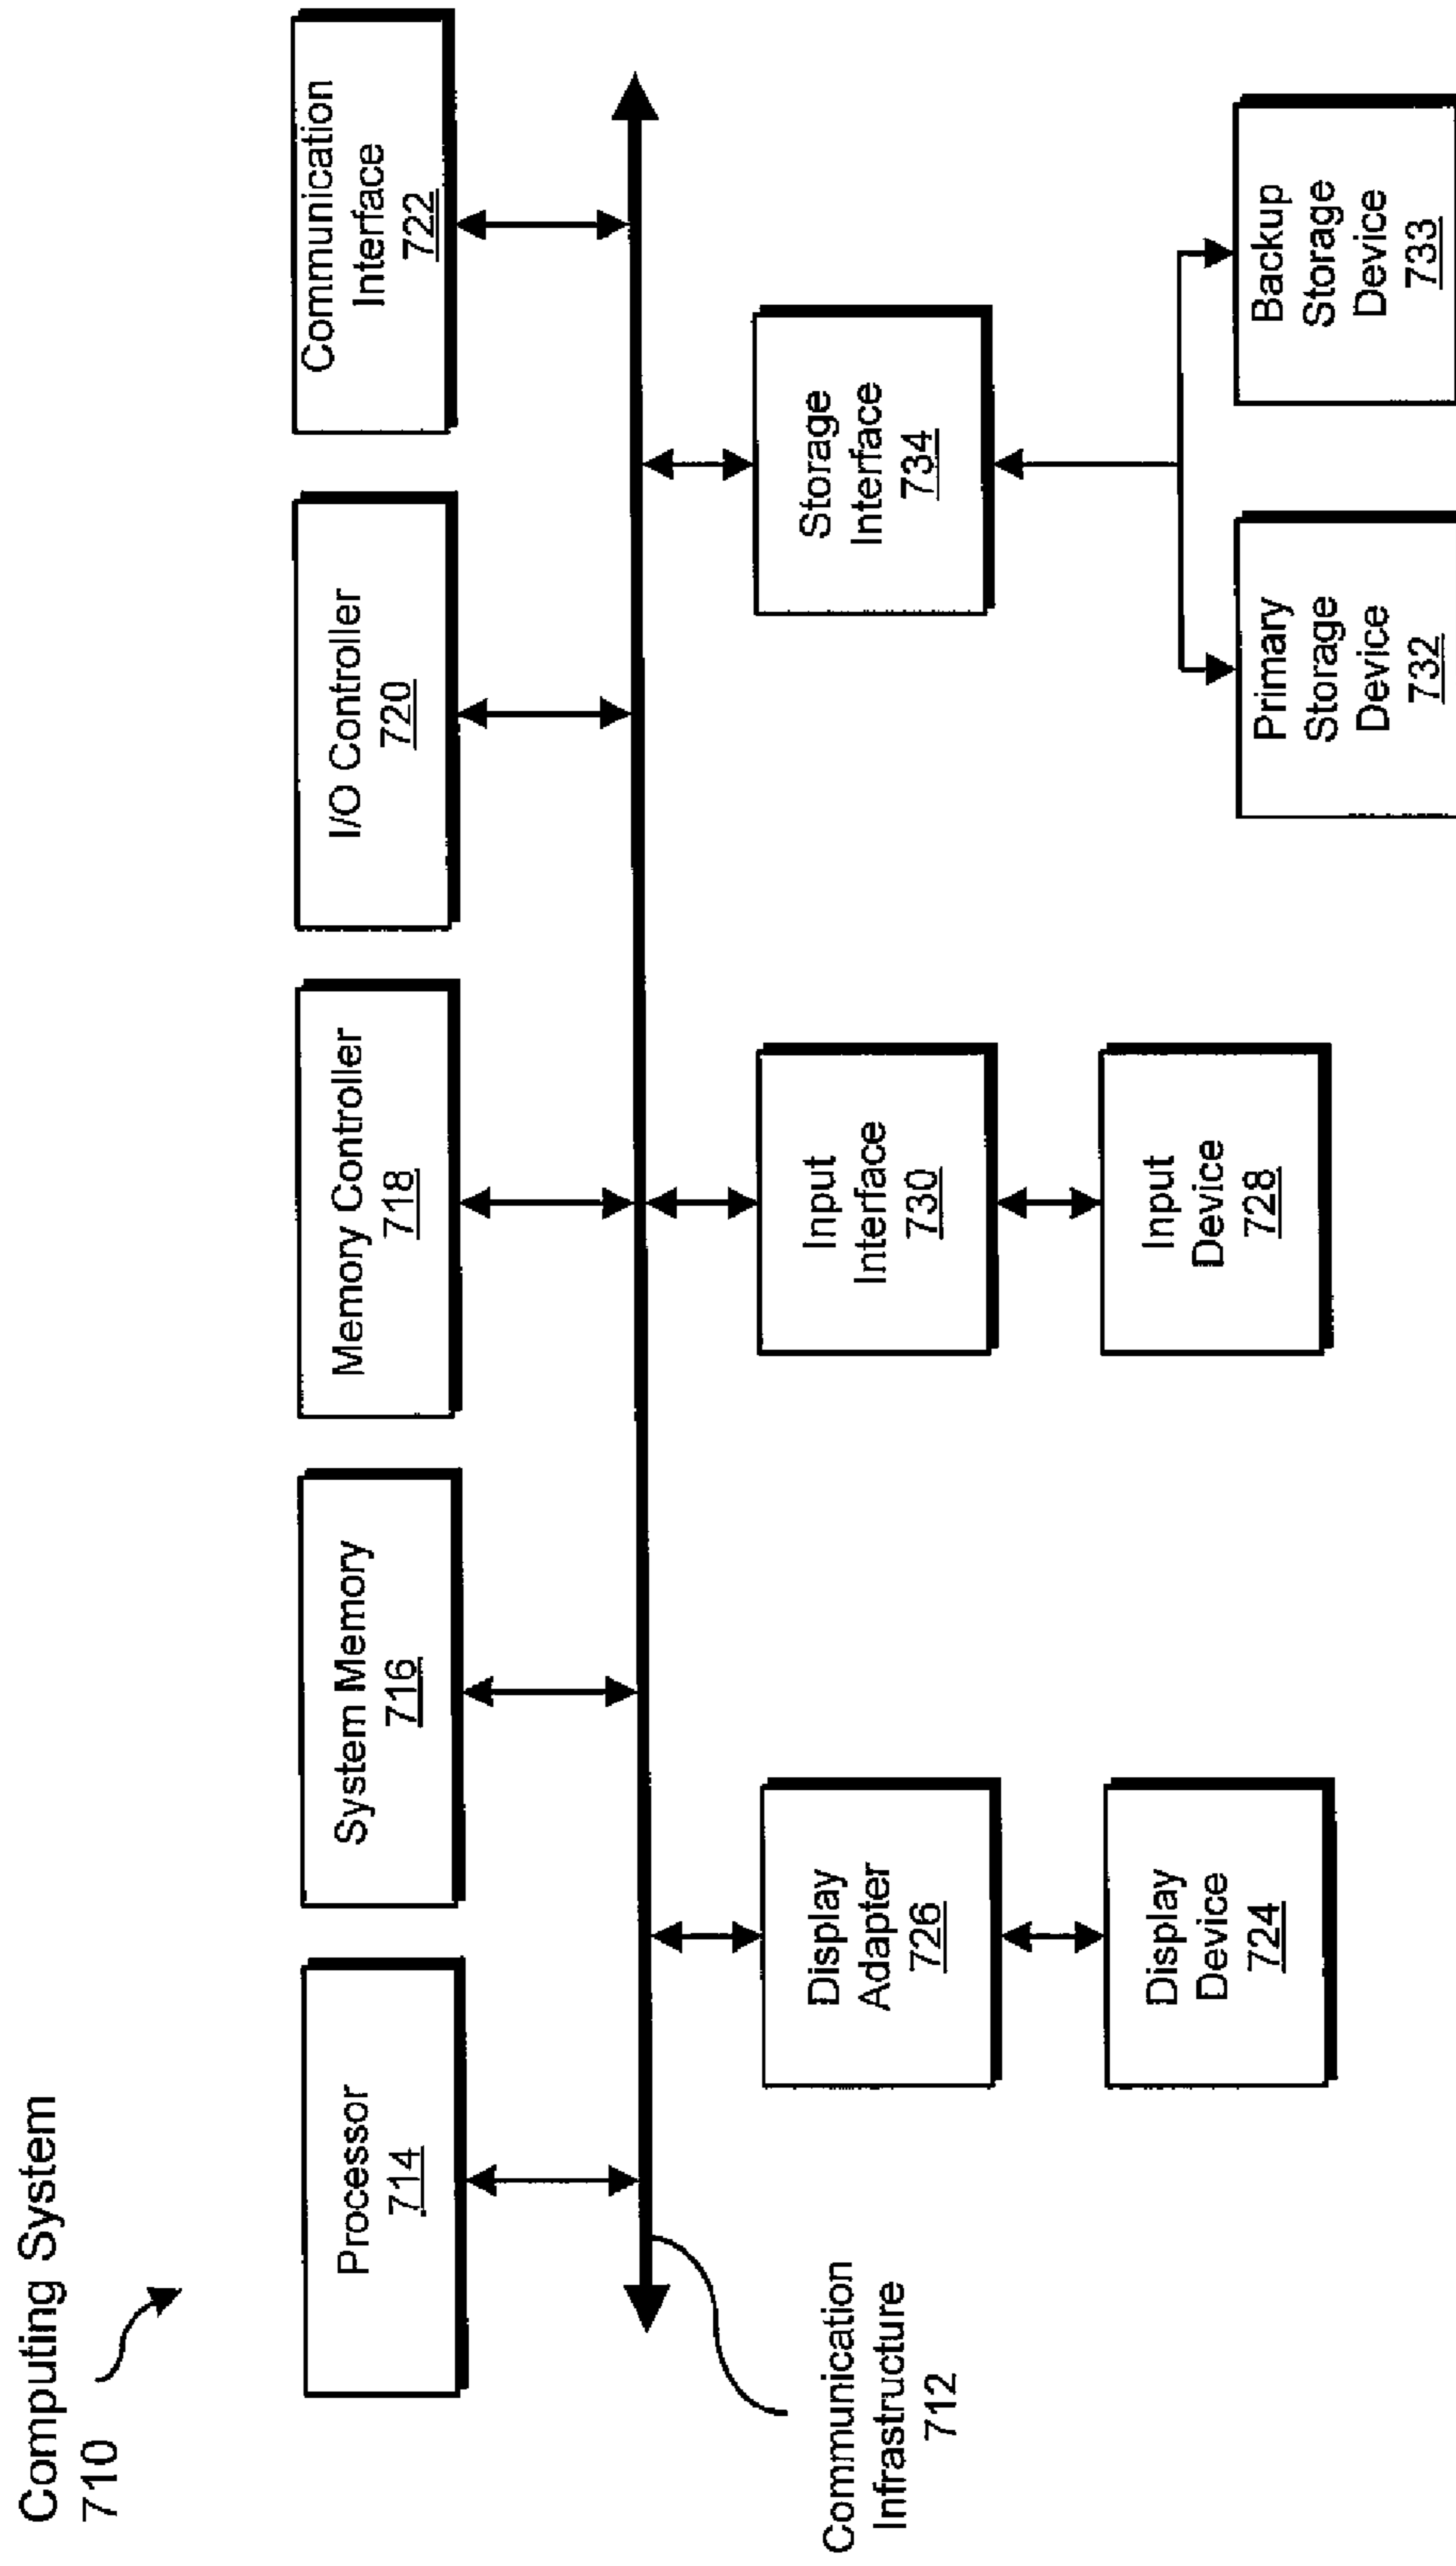 Computing System
710
Processor
714
System Memory
716
Memory Controller
718
I/O Controller
720
Communication
Interface
722
Communication
Infrastructure
712
Display
Adapter
726
Input
Interface
730
Storage
Interface
734
Display
Device
724
Input
Device
728
Primary
Storage
Device
732
Backup
Storage
Device
733